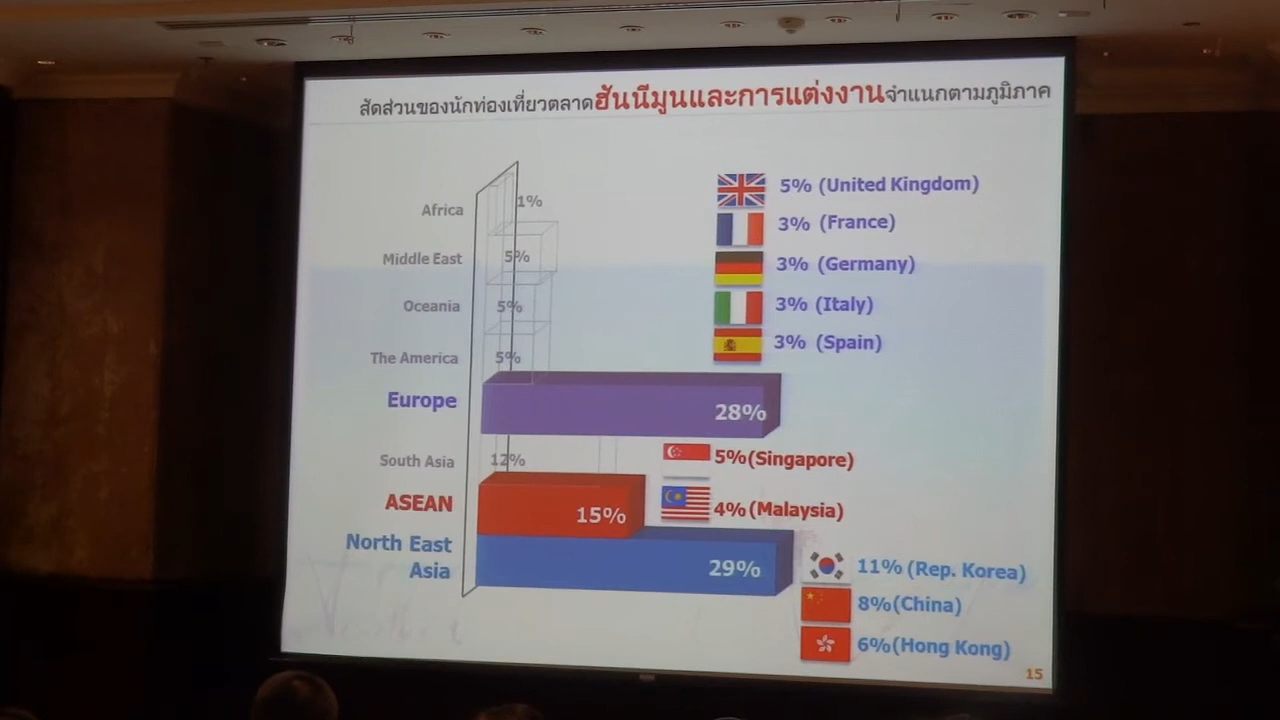 สัดส่วนของนักท่องเที่ยวตลาดฮันนีมูนและการแต่งงานจำแนกตามภูมิภาค
Africa 1%
Middle East 5%
Oceania 5%
The America 5%
Europe 28%
5% (United Kingdom)
3% (France)
3% (Germany)
3% (Italy)
3% (Spain)
South Asia 12%
ASEAN 15%
5%(Singapore)
4%(Malaysia)
North East
Asia
29%
11% (Rep. Korea)
8%(China)
6%(Hong Kong)
15